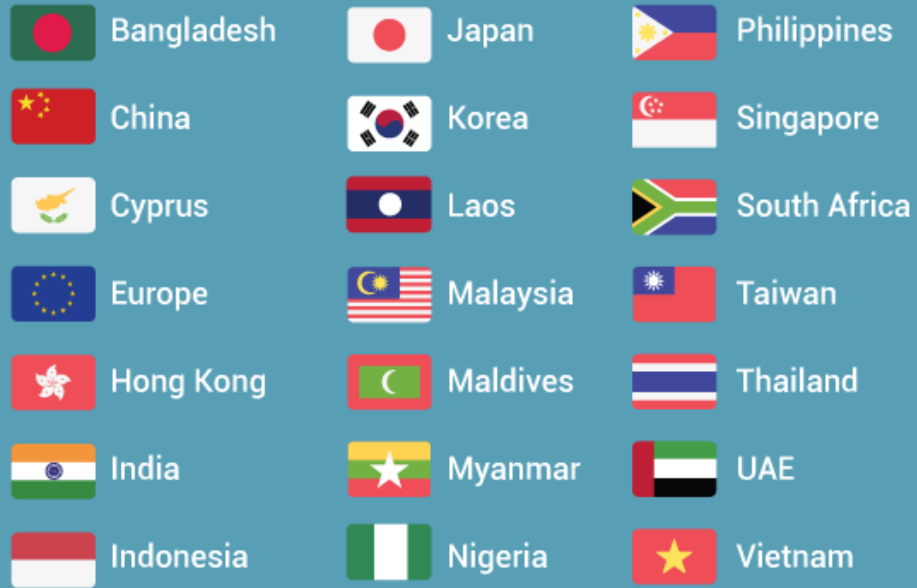 Bangladesh
China
Cyprus
Europe
Hong Kong
India
Indonesia
Japan
Korea
Laos
Malaysia
Maldives
Myanmar
Nigeria
Philippines
Singapore
South Africa
Taiwan
Thailand
UAE
Vietnam